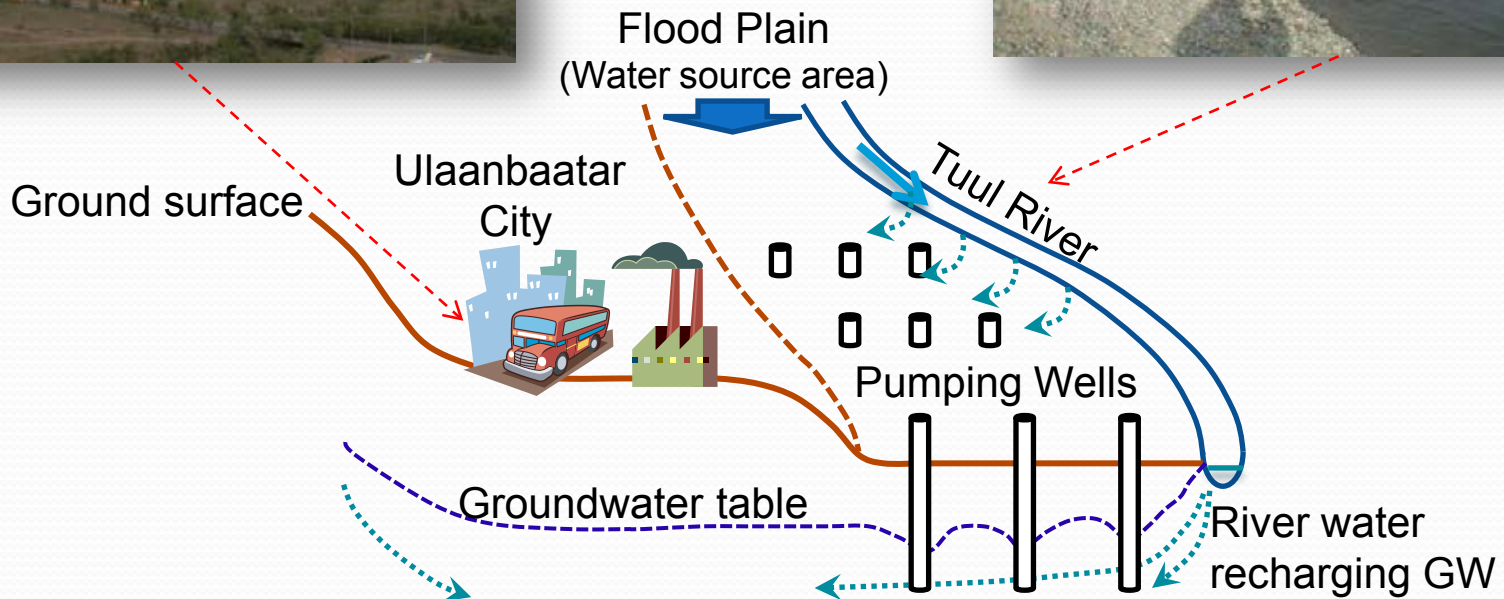 Flood Plain
(Water source area)
Ulaanbaatar
City
Ground surface
Tuul River
Pumping Wells
Groundwater table
River water
recharging GW